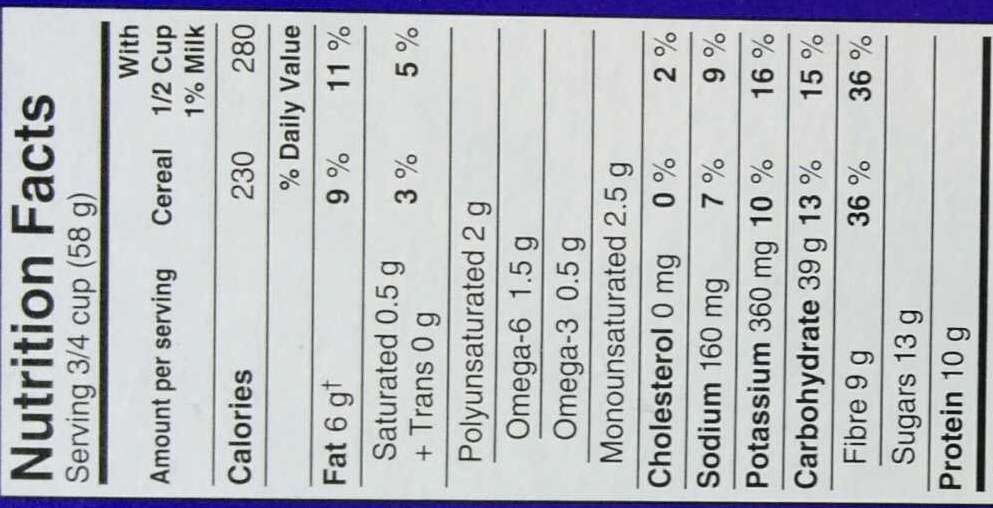 Nutrition Facts
Serving 3/4 cup (58 g)
With
Amount per serving Cereal 1/2 Cup
1% Milk
Calories 230 280
% Daily Value
Fat 6 g† 9 % 11 %
Saturated 0.5 g
+ Trans 0 g 3 % 5 %
Polyunsaturated 2 g
Omega-6 1.5 g
Omega-3 0.5 g
Monounsaturated 2.5 g
Cholesterol 0 mg 0 % 2 %
Sodium 160 mg 7 % 9 %
Potassium 360 mg 10 % 16 %
Carbohydrate 39 g 13 % 15 %
Fibre 9 g 36 % 36 %
Sugars 13 g
Protein 10 g